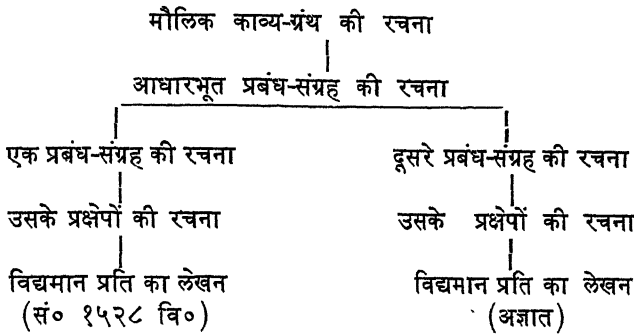 मौलिक काव्य-ग्रंथ की रचना
आधारभूत प्रबंध-संग्रह की रचना
एक प्रबंध-संग्रह की रचना
दूसरे प्रबंध-संग्रह की रचना
उसके प्रक्षेपों की रचना
उसके प्रक्षेपों की रचना
विद्यमान प्रति का लेखन
विद्यमान प्रति का लेखन
(सं० १५२८ वि०)
(अज्ञात)